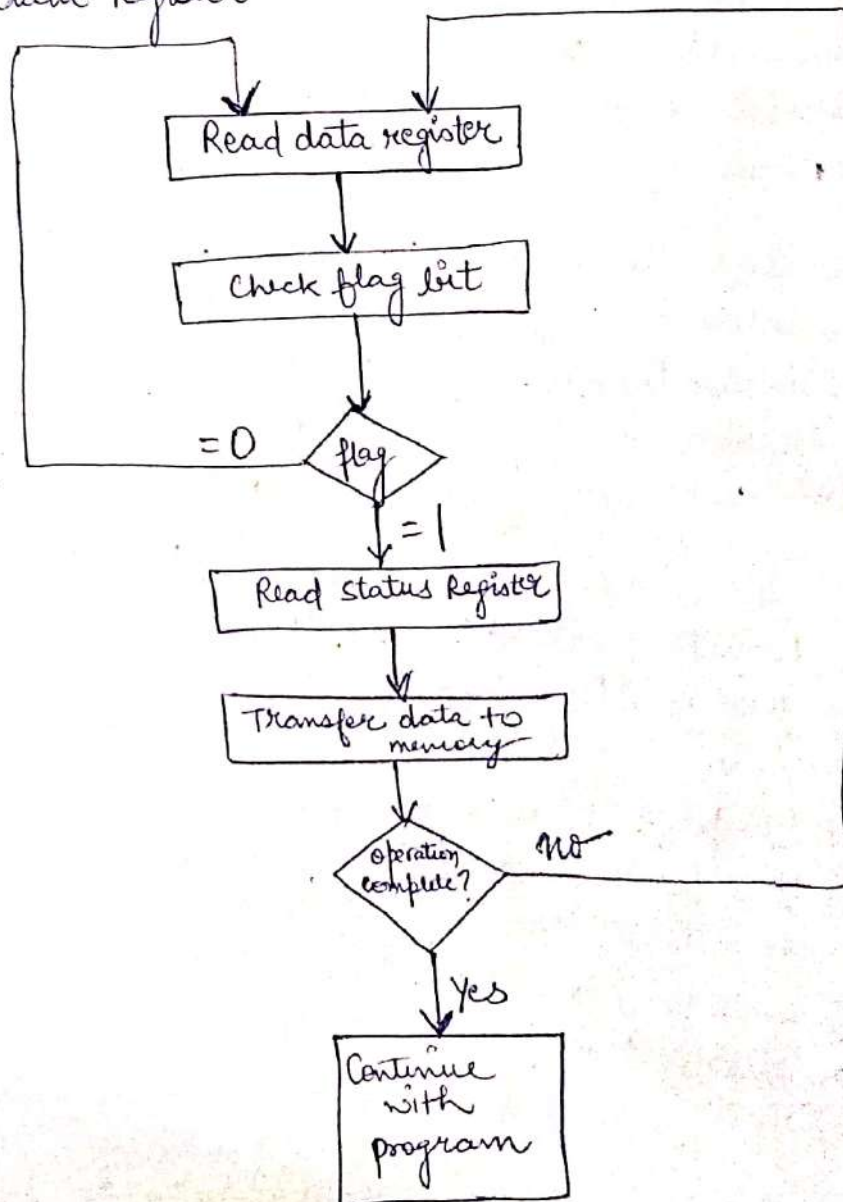 register
Read data register
Check flag bit
flag
= 0
= 1
Read Status Register
Transfer data to
memory
operation
complete?
no
Yes
Continue
with
program